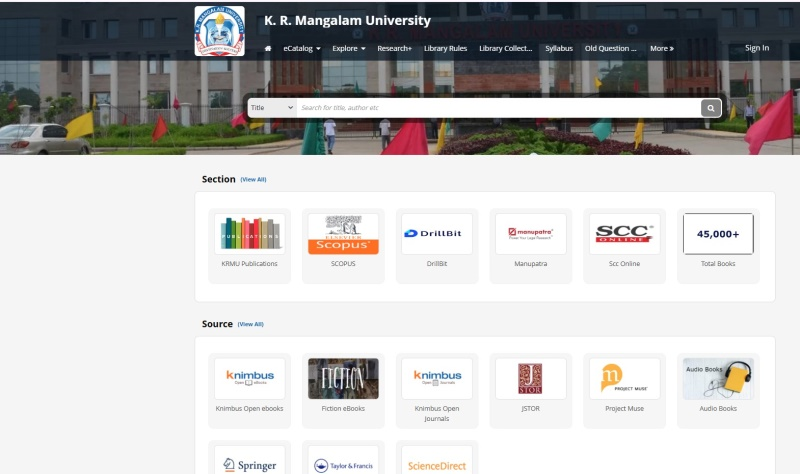 K. R. Mangalam University
eCatalog Explore Research+ Library Rules Library Collect... Syllabus Old Question ... More » Sign In
Title Search for title, author etc
Section (View All)
PUBLICATIONS ELSEVIER Scopus DrillBit manupatra SCC ONLINE 45,000+
KRMU Publications SCOPUS DrillBit Manupatra Scc Online Total Books
Source (View All)
knimbus Open eBooks FICTION knimbus Open Journals JSTOR PROJECT MUSE Audio Books
Knimbus Open ebooks Fiction eBooks Knimbus Open Journals JSTOR Project Muse Audio Books
Springer Taylor & Francis ScienceDirect